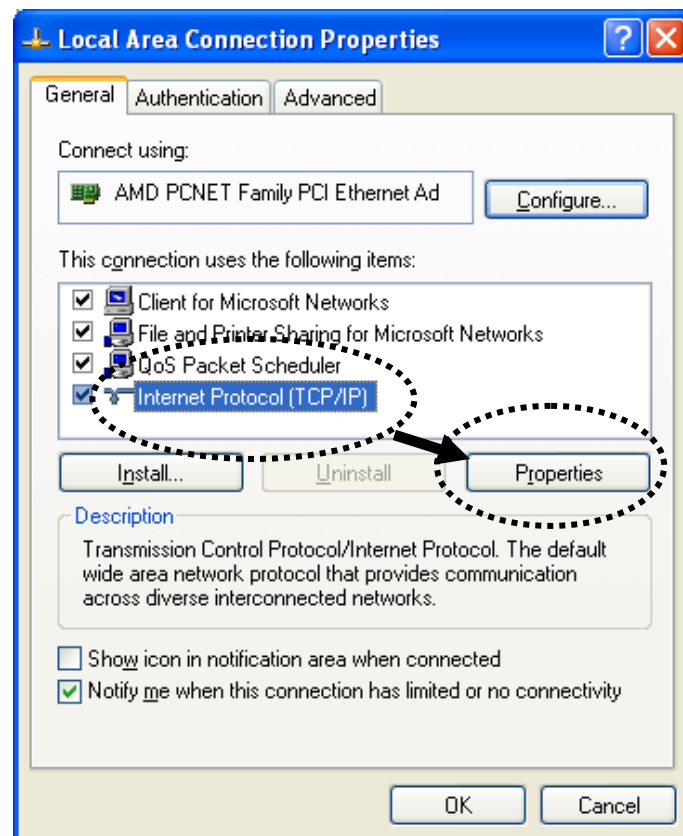 Local Area Connection Properties
General Authentication Advanced
Connect using:
AMD PCNET Family PCI Ethernet Ad
Configure...
This connection uses the following items:
Client for Microsoft Networks
File and Printer Sharing for Microsoft Networks
QoS Packet Scheduler
Internet Protocol (TCP/IP)
Install... Uninstall Properties
Description
Transmission Control Protocol/Internet Protocol. The default
wide area network protocol that provides communication
across diverse interconnected networks.
Show icon in notification area when connected
Notify me when this connection has limited or no connectivity
OK Cancel